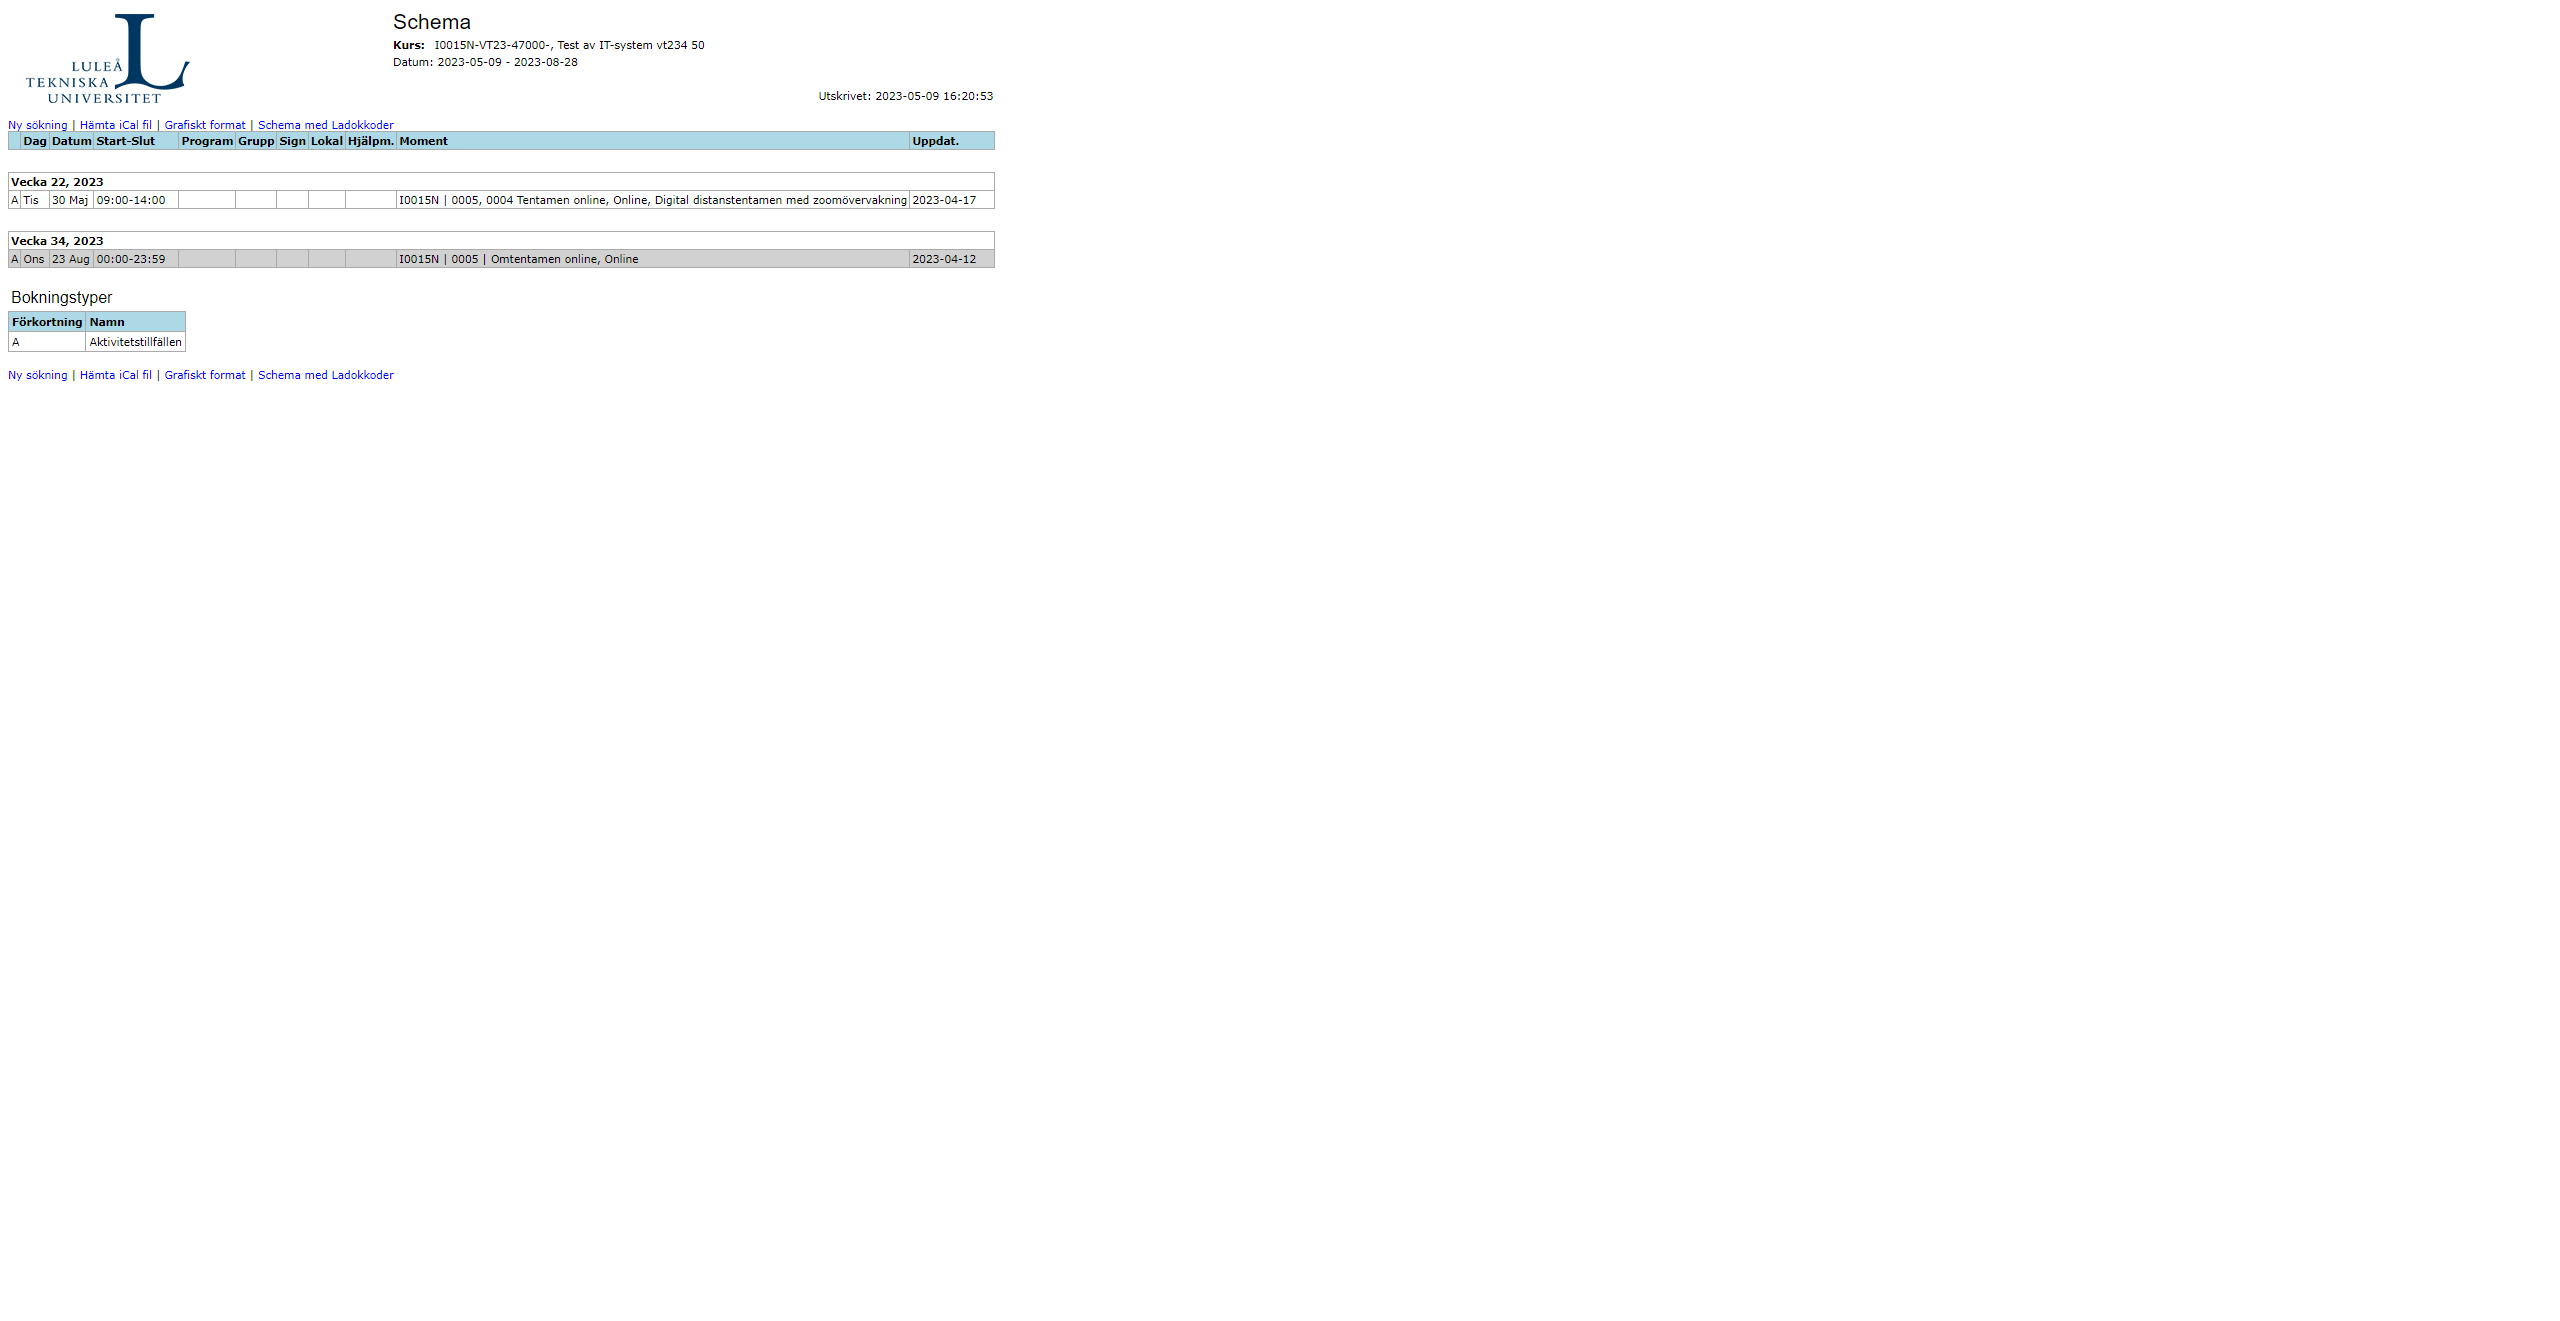 LULEÅ
TEKNISKA
UNIVERSITET
Schema
Kurs: I0015N-VT23-47000-, Test av IT-system vt234 50
Datum: 2023-05-09 - 2023-08-28
Utskrivet: 2023-05-09 16:20:53
Ny sökning | Hämta iCal fil | Grafiskt format | Schema med Ladokkoder
Dag Datum Start-Slut Program Grupp Sign Lokal Hjälpm. Moment Uppdat.
Vecka 22, 2023
A Tis 30 Maj 09:00-14:00 I0015N | 0005, 0004 Tentamen online, Online, Digital distanstentamen med zoomövervakning 2023-04-17
Vecka 34, 2023
A Ons 23 Aug 00:00-23:59 I0015N | 0005 | Omtentamen online, Online 2023-04-12
Bokningstyper
Förkortning Namn
A Aktivitetstillfällen
Ny sökning | Hämta iCal fil | Grafiskt format | Schema med Ladokkoder